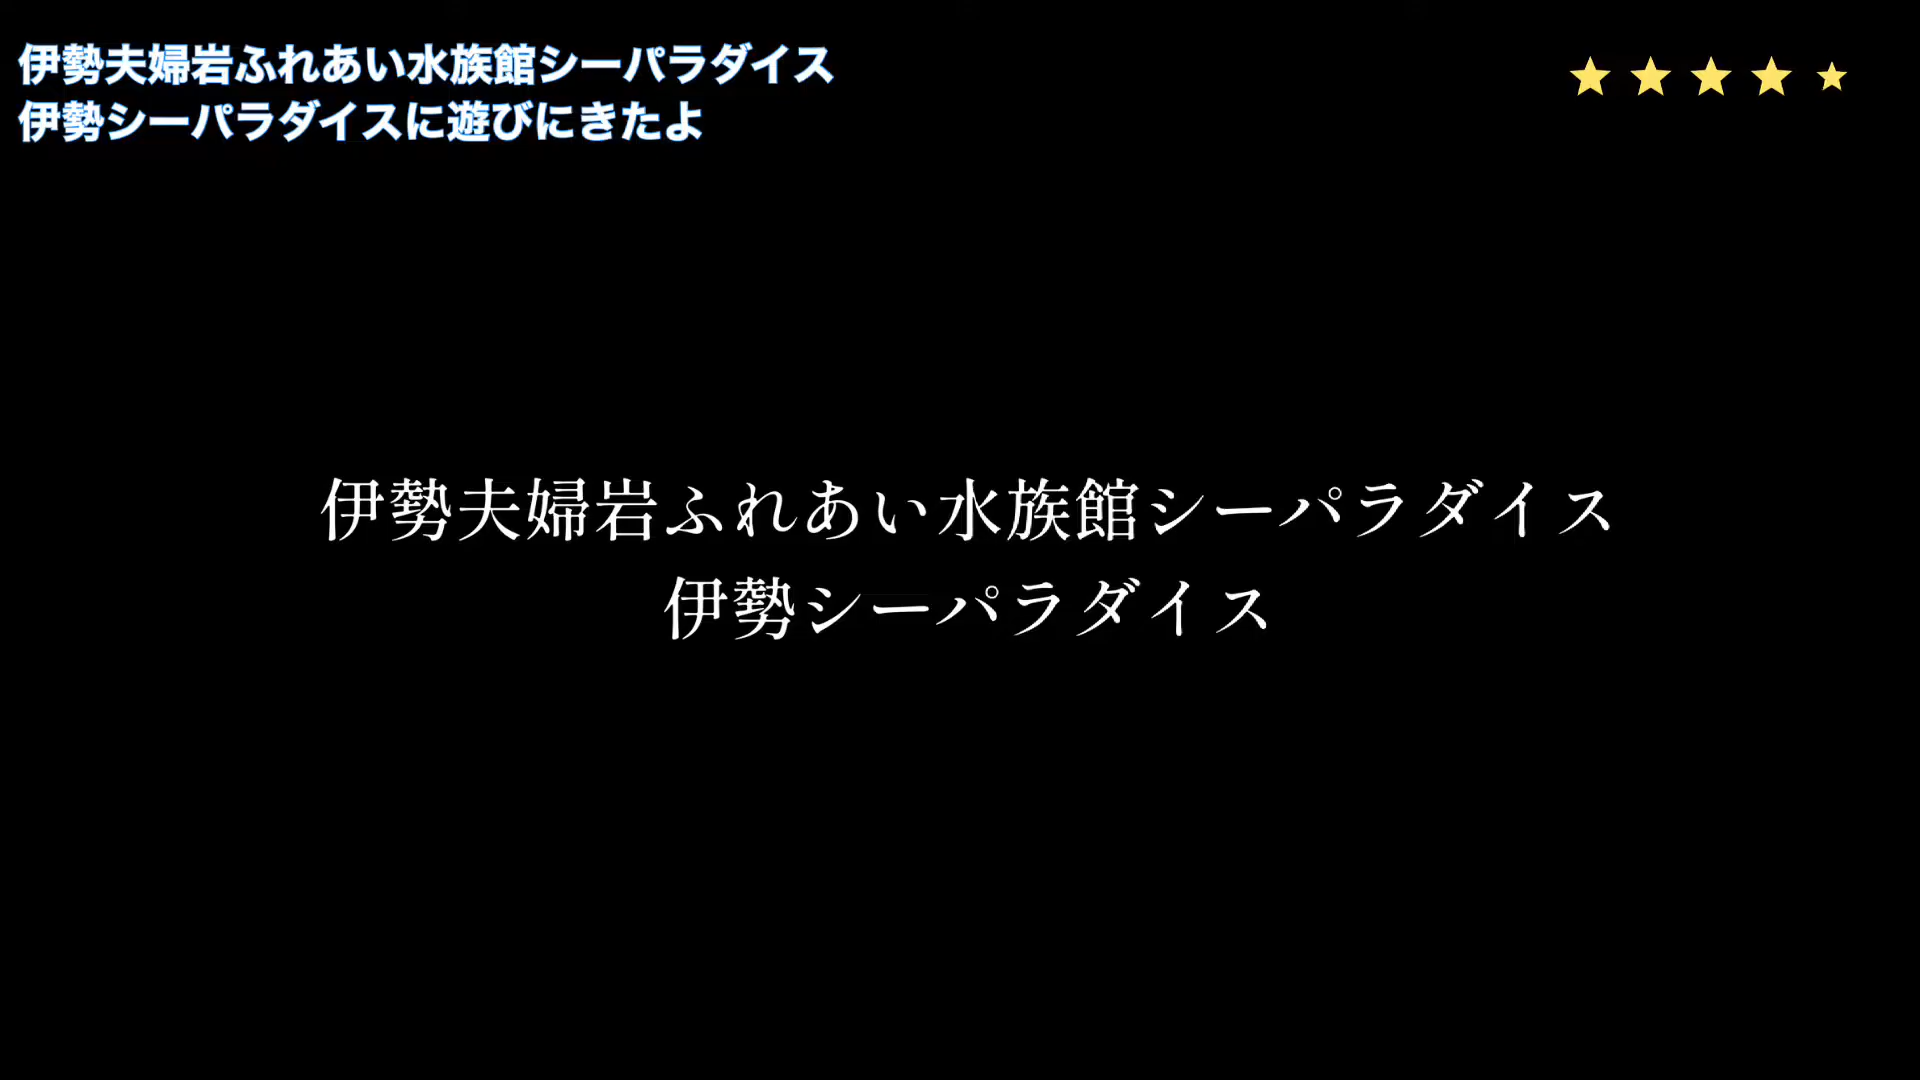 伊勢夫婦岩ふれあい水族館シーパラダイス
伊勢シーパラダイスに遊びにきたよ
伊勢夫婦岩ふれあい水族館シーパラダイス
伊勢シーパラダイス